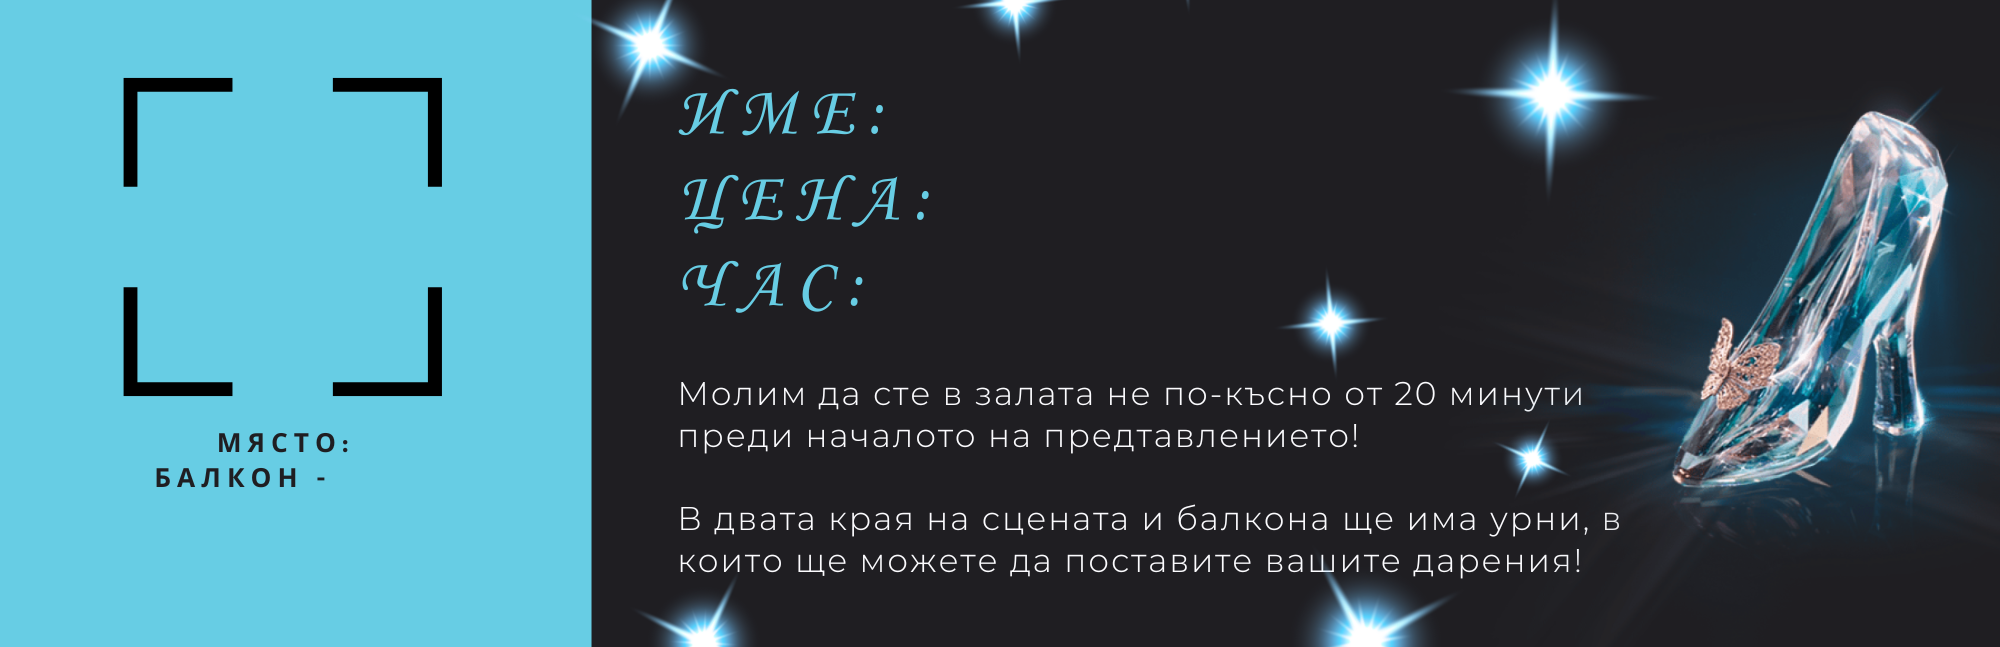 МЯСТО:
БАЛКОН -
ИМЕ:
ЦЕНА:
ЧАС:
Молим да сте в залата не по-късно от 20 минути
преди началото на предтавлението!
В двата края на сцената и балкона ще има урни, в
които ще можете да поставите вашите дарения!